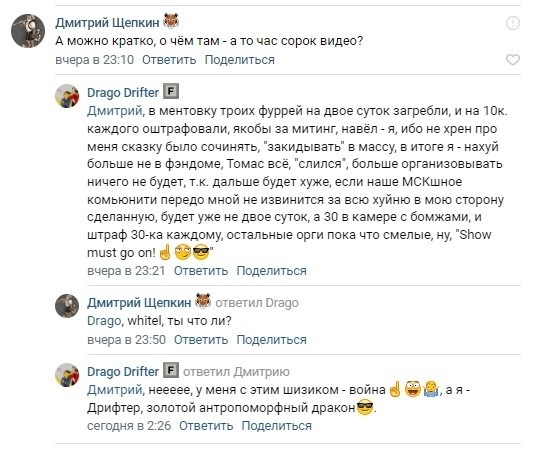 Дмитрий Щепкин
А можно кратко, о чём там - а то час сорок видео?
вчера в 23:10 Ответить Поделиться
Drago Drifter F
Дмитрий, в ментовку троих фуррей на двое суток загребли, и на 10к.
каждого оштрафовали, якобы за митинг, навёл - я, ибо не хрен про
меня сказку было сочинять, "закидывать" в массу, в итоге я - нахуй
больше не в фэндоме, Томас всё, "слился", больше организовывать
ничего не будет, т.к. дальше будет хуже, если наше МСКшное
комьюнити передо мной не извинится за всю хуйню в мою сторону
сделанную, будет уже не двое суток, а 30 в камере с бомжами, и
штраф 30-ка каждому, остальные орги пока что смелые, ну, "Show
must go on! ☝😏😎"
вчера в 23:21 Ответить Поделиться
Дмитрий Щепкин ответил Drago
Drago, whitel, ты что ли?
вчера в 23:50 Ответить Поделиться
Drago Drifter F ответил Дмитрию
Дмитрий, нееееe, у меня с этим шизиком - война ☝😄🤷, а я -
Дрифтер, золотой антропоморфный дракон😎.
сегодня в 2:26 Ответить Поделиться